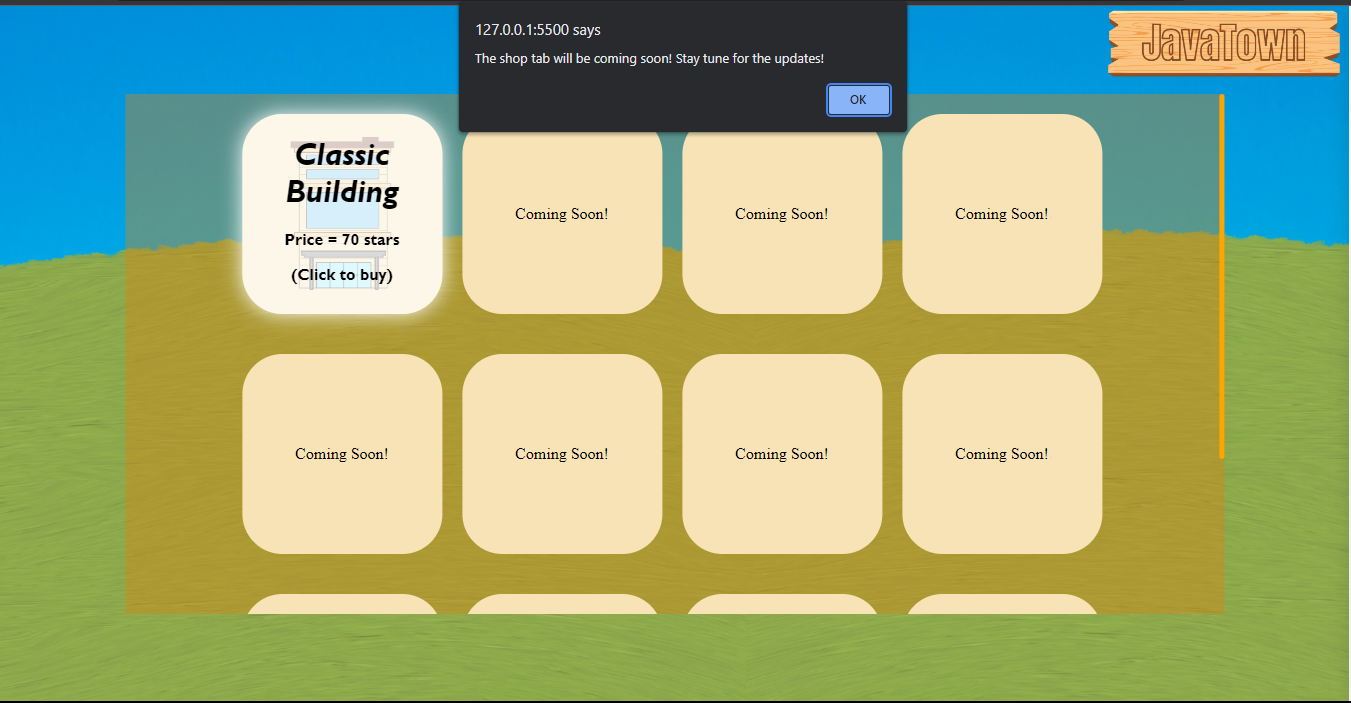 127.0.0.1:5500 says
The shop tab will be coming soon! Stay tune for the updates!
OK
JavaTown
Classic
Building
Price = 70 stars
(Click to buy)
Coming Soon!
Coming Soon!
Coming Soon!
Coming Soon!
Coming Soon!
Coming Soon!
Coming Soon!